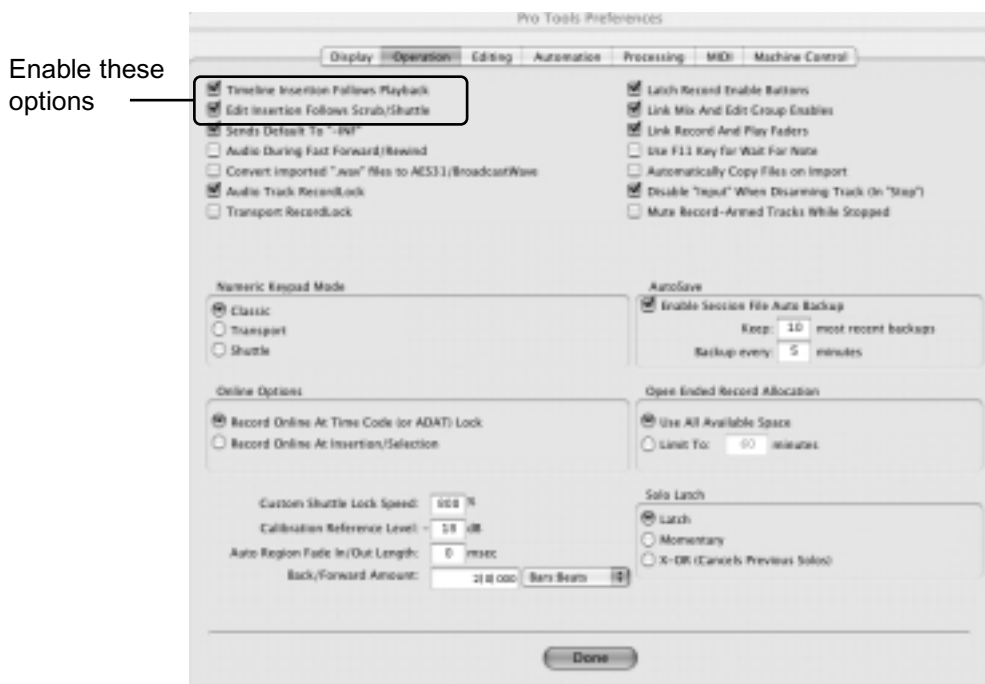 Pro Tools Preferences
Enable these
options
Display Operation Editing Automation Processing MIDI Machine Control
Timeline Insertion Follows Playback
Edit Insertion Follows Scrub/Shuttle
Sends Default To "-INF"
Audio During Fast Forward/Rewind
Convert imported ".wav" files to AES31/BroadcastWave
Audio Track RecordLock
Transport RecordLock
Latch Record Enable Buttons
Link Mix And Edit Group Enables
Link Record And Play Faders
Use F11 Key for Wait For Note
Automatically Copy Files on Import
Disable "Input" When Disarming Track (In "Stop")
Mute Record-Armed Tracks While Stopped
Numeric Keypad Mode
Classic
Transport
Shuttle
AutoSave
Enable Session File Auto Backup
Keep: 10 most recent backups
Backup every: 5 minutes
Online Options
Record Online At Time Code (or ADAT) Lock
Record Online At Insertion/Selection
Open Ended Record Allocation
Use All Available Space
Limit To: 60 minutes
Custom Shuttle Lock Speed: 800 %
Calibration Reference Level: - 18 dB
Auto Region Fade In/Out Length: 0 msec
Back/Forward Amount: 2|0|000 Bars:Beats
Solo Latch
Latch
Momentary
X-OR (Cancels Previous Solos)
Done